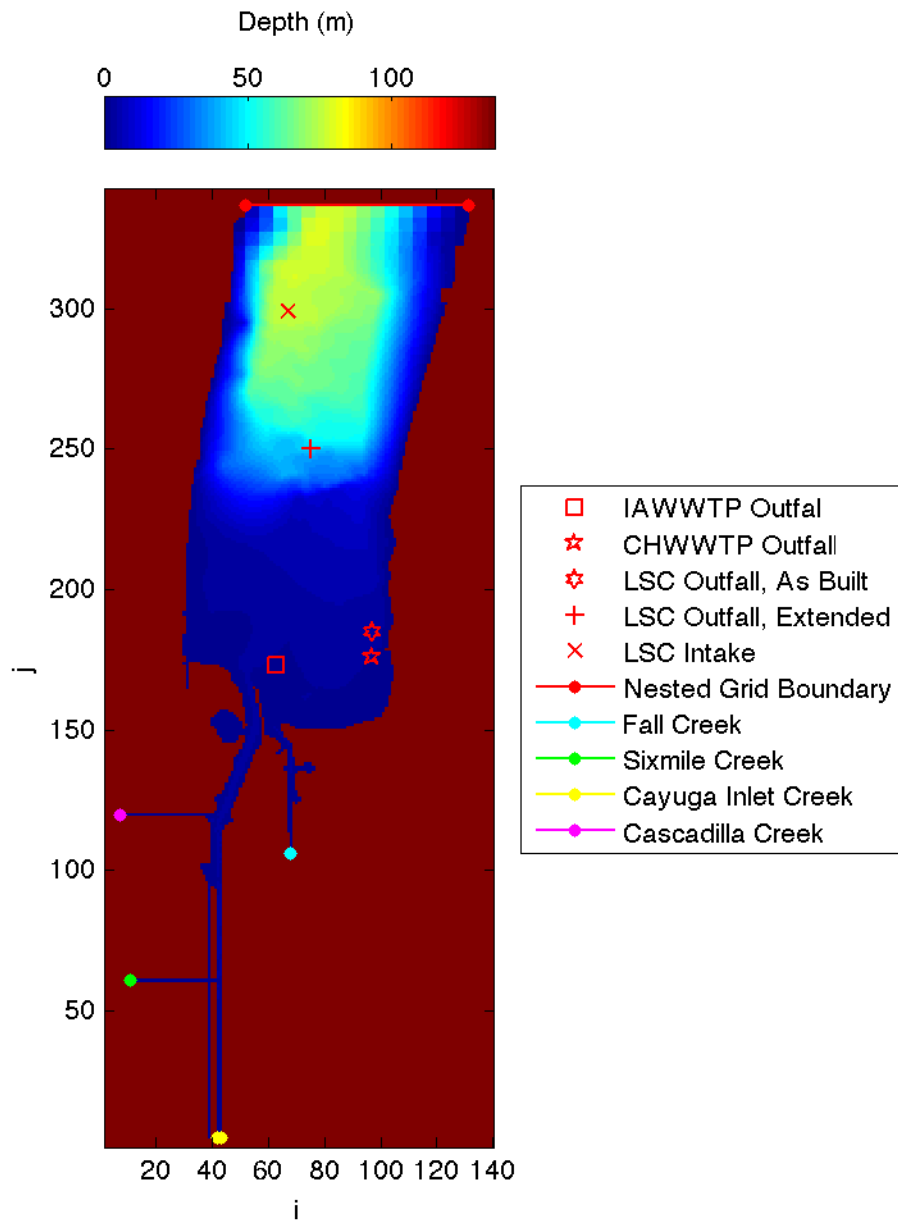 Depth (m)
0 50 100
300
250
200
150
100
50
j
20 40 60 80 100 120 140
i
IAWWTP Outfal
CHWWTP Outfall
LSC Outfall, As Built
LSC Outfall, Extended
LSC Intake
Nested Grid Boundary
Fall Creek
Sixmile Creek
Cayuga Inlet Creek
Cascadilla Creek